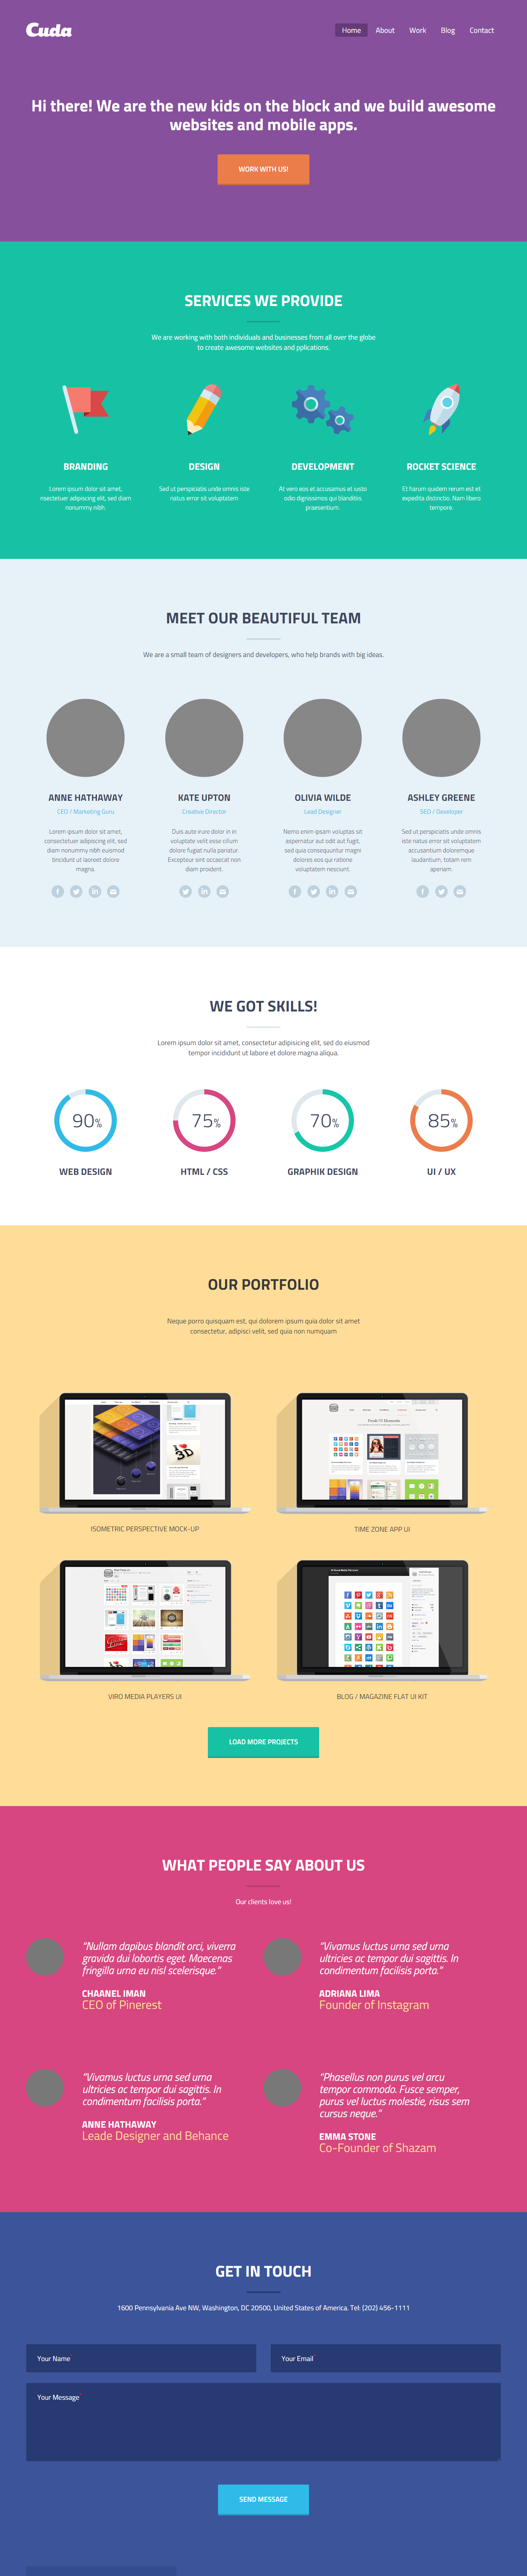 Cuda
Home About Work Blog Contact
Hi there! We are the new kids on the block and we build awesome
websites and mobile apps.
WORK WITH US!
SERVICES WE PROVIDE
We are working with both individuals and businesses from all over the globe
to create awesome websites and pplications.
BRANDING
Lorem ipsum dolor sit amet,
nsectetuer adipiscing elit, sed diam
nonummy nibh.
DESIGN
Sed ut perspiciatis unde omnis iste
natus error sit voluptatem
DEVELOPMENT
At vero eos et accusamus et iusto
odio dignissimos qui blanditiis
praesentium.
ROCKET SCIENCE
Et harum quidem rerum est et
expedita distinctio. Nam libero
tempore.
MEET OUR BEAUTIFUL TEAM
We are a small team of designers and developers, who help brands with big ideas.
ANNE HATHAWAY
CEO / Marketing Guru
Lorem ipsum dolor sit amet,
consectetuer adipiscing elit, sed
diam nonummy nibh euismod
tincidunt ut laoreet dolore
magna.
KATE UPTON
Creative Director
Duis aute irure dolor in in
voluptate velit esse cillum
dolore fugiat nulla pariatur.
Excepteur sint occaecat non
diam proident.
OLIVIA WILDE
Lead Designer
Nemo enim ipsam voluptas sit
aspernatur aut odit aut fugit,
sed quia consequuntur magni
dolores eos qui ratione
voluptatem nesciunt.
ASHLEY GREENE
SEO / Developer
Sed ut perspiciatis unde omnis
iste natus error sit voluptatem
accusantium doloremque
laudantium, totam rem
aperiam.
WE GOT SKILLS!
Lorem ipsum dolor sit amet, consectetur adipisicing elit, sed do eiusmod
tempor incididunt ut labore et dolore magna aliqua.
90%
WEB DESIGN
75%
HTML / CSS
70%
GRAPHIK DESIGN
85%
UI / UX
OUR PORTFOLIO
Neque porro quisquam est, qui dolorem ipsum quia dolor sit amet
consectetur, adipisci velit, sed quia non numquam
ISOMETRIC PERSPECTIVE MOCK-UP
TIME ZONE APP UI
VIRO MEDIA PLAYERS UI
BLOG / MAGAZINE FLAT UI KIT
LOAD MORE PROJECTS
WHAT PEOPLE SAY ABOUT US
Our clients love us!
"Nullam dapibus blandit orci, viverra
gravida dui lobortis eget. Maecenas
fringilla urna eu nisl scelerisque."
CHAANEL IMAN
CEO of Pinerest
"Vivamus luctus urna sed urna
ultricies ac tempor dui sagittis. In
condimentum facilisis porta."
ADRIANA LIMA
Founder of Instagram
"Vivamus luctus urna sed urna
ultricies ac tempor dui sagittis. In
condimentum facilisis porta."
ANNE HATHAWAY
Leade Designer and Behance
"Phasellus non purus vel arcu
tempor commodo. Fusce semper,
purus vel luctus molestie, risus sem
cursus neque."
EMMA STONE
Co-Founder of Shazam
GET IN TOUCH
1600 Pennsylvania Ave NW, Washington, DC 20500, United States of America. Tel: (202) 456-1111
Your Name
Your Email
Your Message
SEND MESSAGE